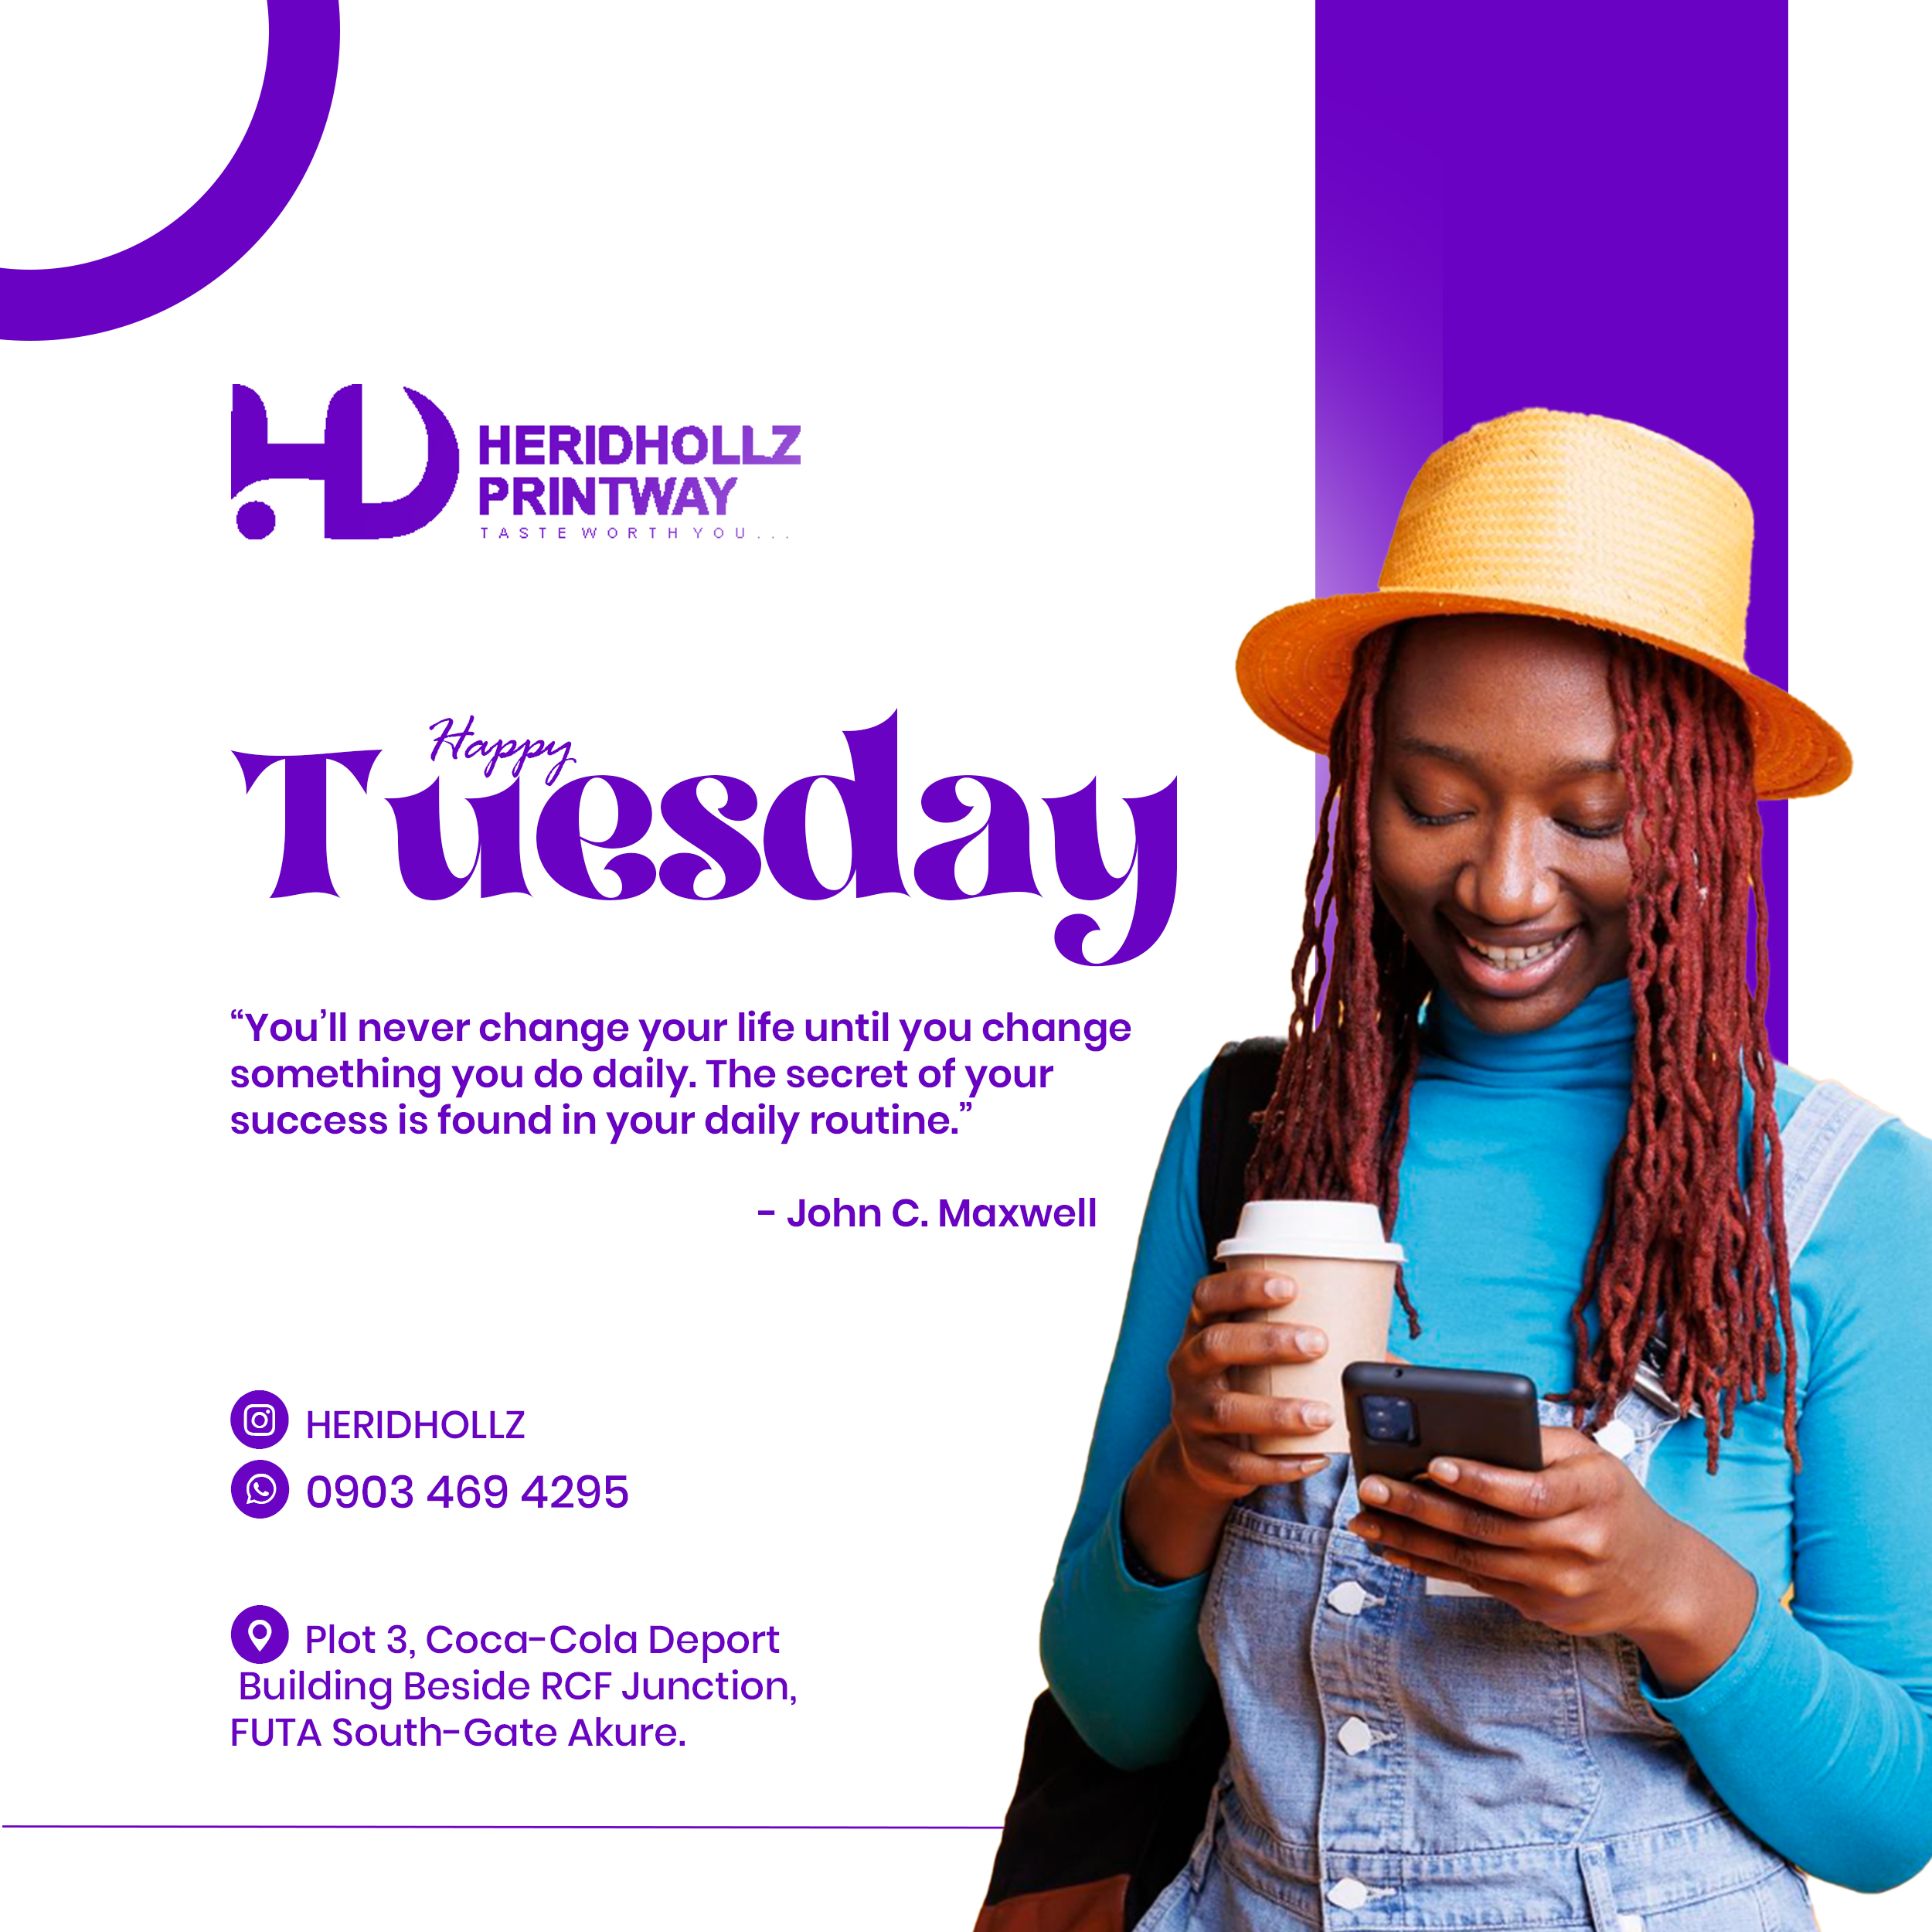 HERIDHOLLZ
PRINTWAY
TASTE WORTH YOU...
Happy
Tuesday
“You’ll never change your life until you change
something you do daily. The secret of your
success is found in your daily routine.”
- John C. Maxwell
HERIDHOLLZ
0903 469 4295
Plot 3, Coca-Cola Deport
Building Beside RCF Junction,
FUTA South-Gate Akure.